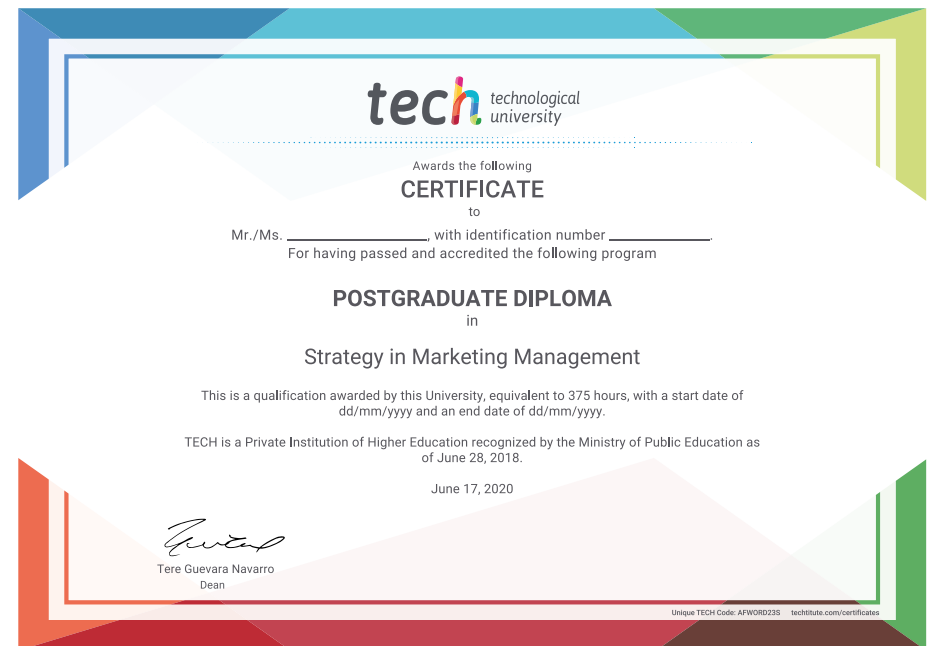 tech technological
university
Awards the following
CERTIFICATE
to
Mr./Ms. ____________________, with identification number ______________.
For having passed and accredited the following program
POSTGRADUATE DIPLOMA
in
Strategy in Marketing Management
This is a qualification awarded by this University, equivalent to 375 hours, with a start date of
dd/mm/yyyy and an end date of dd/mm/yyyy.
TECH is a Private Institution of Higher Education recognized by the Ministry of Public Education as
of June 28, 2018.
June 17, 2020
Tere Guevara Navarro
Dean
Unique TECH Code: AFWORD23S techtitute.com/certificates